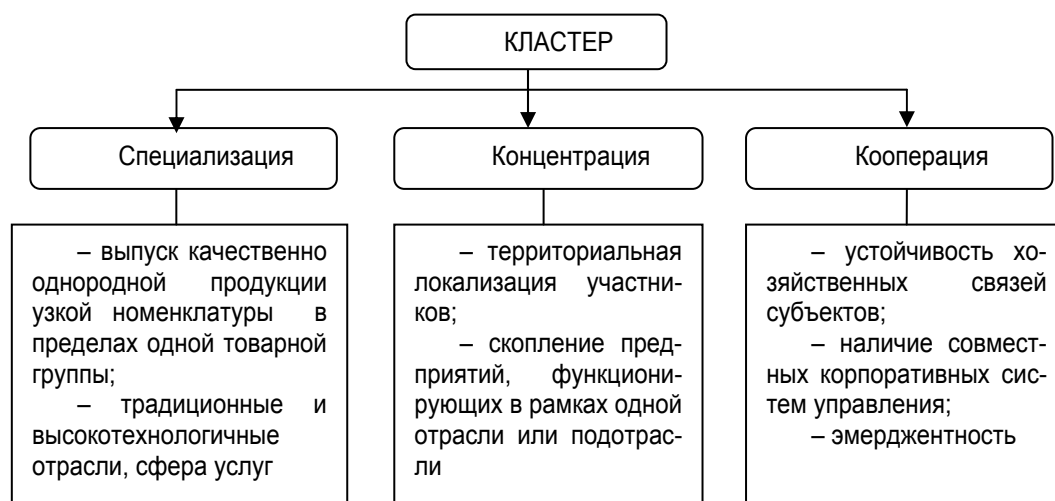 КЛАСТЕР
Специализация
Концентрация
Кооперация
– выпуск качественно
однородной продукции
узкой номенклатуры в
пределах одной товарной
группы;
– традиционные и
высокотехнологичные
отрасли, сфера услуг
– территориальная
локализация участни-
ков;
– скопление пред-
приятий, функциони-
рующих в рамках одной
отрасли или подотрас-
ли
– устойчивость хо-
зяйственных связей
субъектов;
– наличие совмест-
ных корпоративных сис-
тем управления;
– эмерджентность